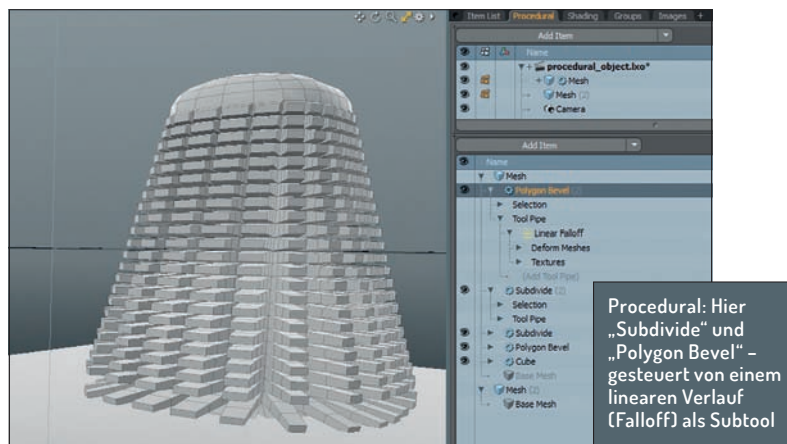 Item List Procedural Shading Groups Images +
Add Item
Name
procedural_object.lxo*
Mesh
Mesh (2)
Camera
Add Item
Name
Mesh
Polygon Bevel (2)
Selection
Tool Pipe
Linear Falloff
Deform Meshes
Textures
(Add Tool Pipe)
Subdivide (2)
Selection
Tool Pipe
Subdivide
Polygon Bevel
Cube
Base Mesh
Mesh (2)
Base Mesh
Procedural: Hier
„Subdivide“ und
„Polygon Bevel“ –
gesteuert von einem
linearen Verlauf
(Falloff) als Subtool